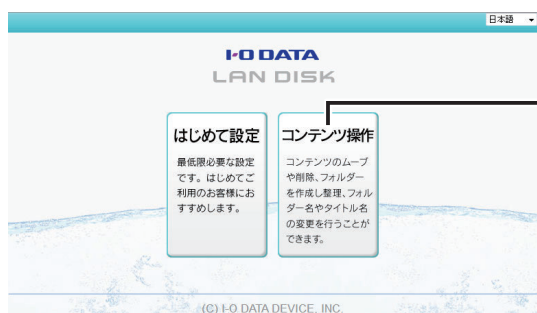 日本語
I-O DATA
LAN DISK
はじめて設定
最低限必要な設定
です。はじめてご
利用のお客様にお
すすめします。
コンテンツ操作
コンテンツのムーブ
や削除、フォルダー
を作成し整理、フォル
ダー名やタイトル名
の変更を行うことが
できます。
(C) I-O DATA DEVICE, INC.